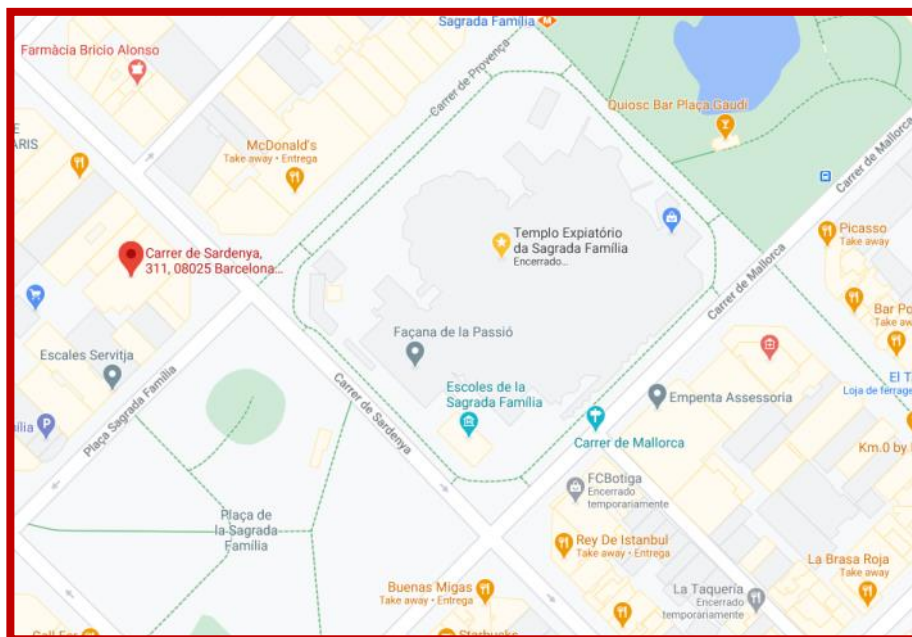 Sagrada Família
Farmàcia Bricio Alonso
Carrer de Provença
Quiosc Bar Plaça Gaudí
McDonald's
Take away • Entrega
ARIS
Carrer de Mallorca
Templo Expiatório
da Sagrada Família
Encerrado...
Picasso
Take away
Carrer de Sardenya,
311, 08025 Barcelona...
Carrer de Mallorca
Façana de la Passió
Escales Servitja
Plaça Sagrada Família
Carrer de Sardenya
Escoles de la
Sagrada Família
Empenta Assessoria
Carrer de Mallorca
FCBotiga
Encerrado
temporariamente
Plaça de
la Sagrada
Família
Rey De Istanbul
Take away • Entrega
La Brasa Roja
Take away
Buenas Migas
Take away • Entrega
La Taqueria
Encerrado
temporariamente
Starbucks
Bar
Take aw
El T
Loja de ferrage
Km.0 by
P